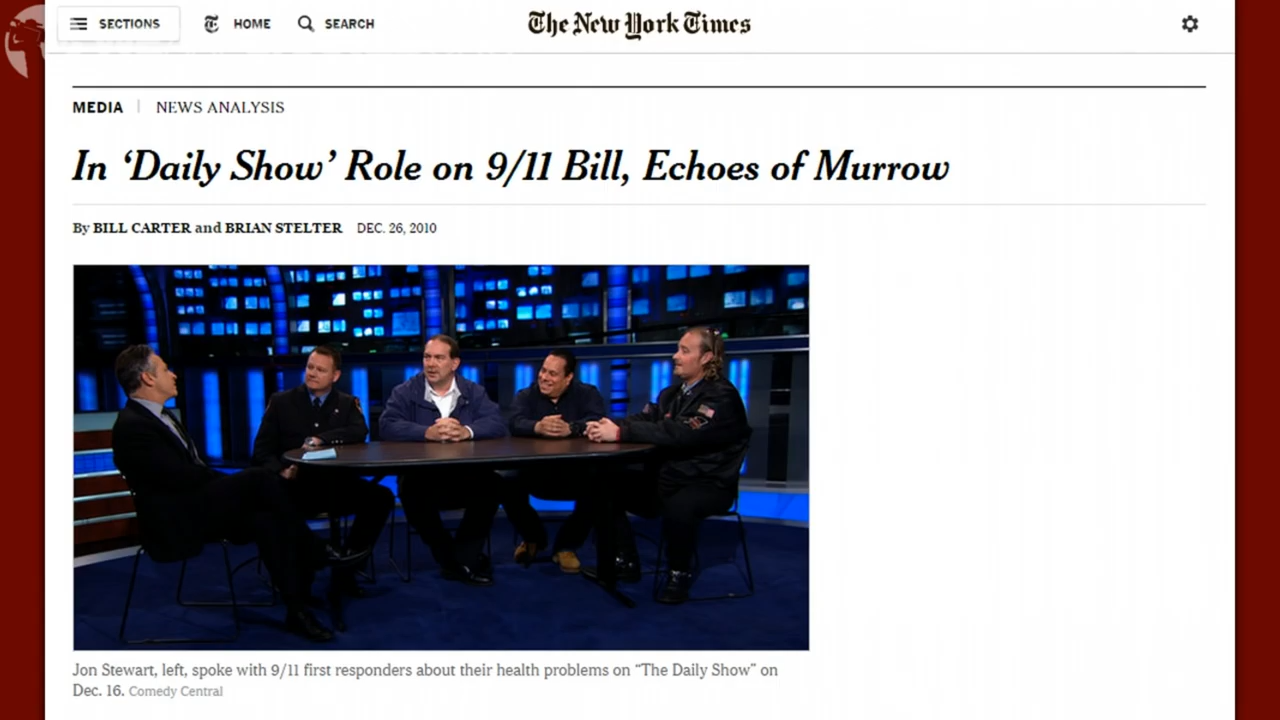 SECTIONS HOME SEARCH The New York Times
MEDIA | NEWS ANALYSIS
In ‘Daily Show’ Role on 9/11 Bill, Echoes of Murrow
By BILL CARTER and BRIAN STELTER DEC. 26, 2010
Jon Stewart, left, spoke with 9/11 first responders about their health problems on “The Daily Show” on
Dec. 16. Comedy Central